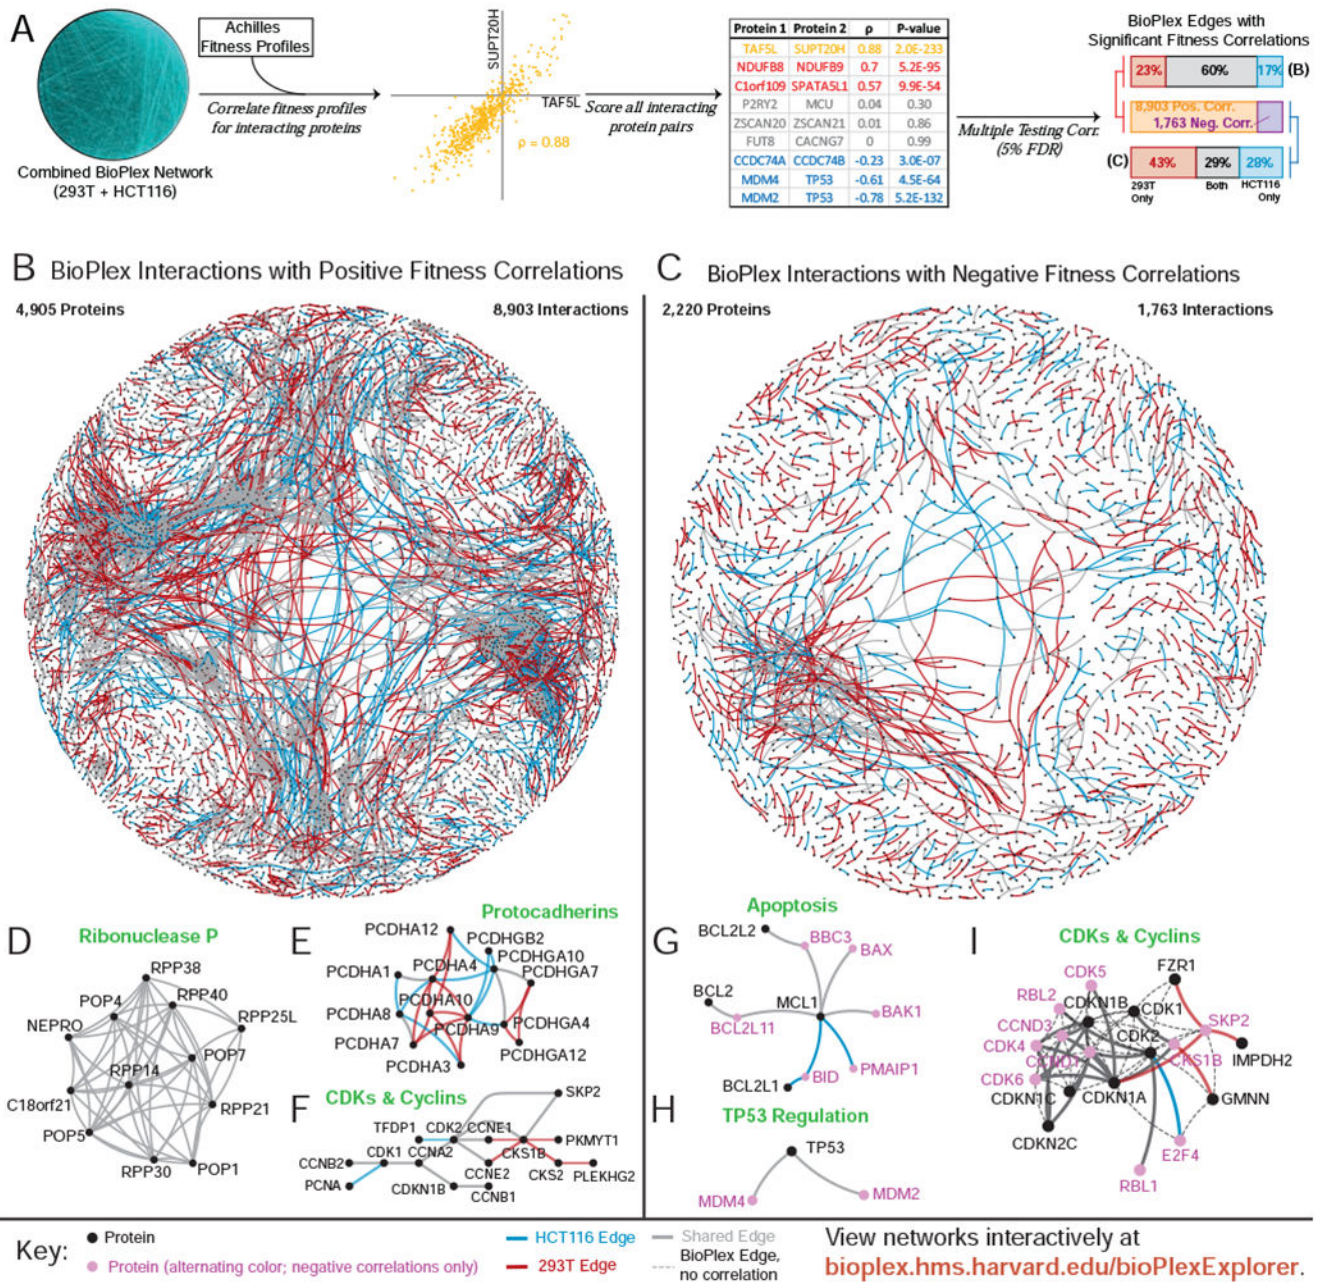 A
Achilles
Fitness Profiles
Correlate fitness profiles
for interacting proteins
Combined BioPlex Network
(293T + HCT116)
SUPT20H
TAF5L
ρ = 0.88
Score all interacting
protein pairs
Protein 1 Protein 2 ρ P-value
TAF5L SUPT20H 0.88 2.0E-233
NDUFB8 NDUFB9 0.7 5.2E-95
C1orf109 SPATA5L1 0.57 9.9E-54
P2RY2 MCU 0.04 0.30
ZSCAN20 ZSCAN21 0.01 0.86
FUT8 CACNG7 0 0.99
CCDC74A CCDC74B -0.23 3.0E-07
MDM4 TP53 -0.61 4.5E-64
MDM2 TP53 -0.78 5.2E-132
Multiple Testing Corr.
(5% FDR)
BioPlex Edges with
Significant Fitness Correlations
23% 60% 17% (B)
8,903 Pos. Corr.
1,763 Neg. Corr.
(C) 43% 29% 28%
293T Only
Both
HCT116 Only
B BioPlex Interactions with Positive Fitness Correlations
4,905 Proteins 8,903 Interactions
C BioPlex Interactions with Negative Fitness Correlations
2,220 Proteins 1,763 Interactions
D
Ribonuclease P
RPP38
POP4
RPP40
NEPRO
RPP25L
POP7
RPP14
C18orf21
RPP21
POP5
RPP30
POP1
E
Protocadherins
PCDHA12
PCDHGB2
PCDHGA10
PCDHA1
PCDHA4
PCDHGA7
PCDHA10
PCDHA8
PCDHA9
PCDHGA4
PCDHA7
PCDHGA12
PCDHA3
F
CDKs & Cyclins
SKP2
TFDP1
CDK2
CCNE1
PKMYT1
CDK1
CCNA2
CKS1B
CCNB2
CCNE2
CKS2
PLEKHG2
PCNA
CDKN1B
CCNB1
G
Apoptosis
BCL2L2
BBC3
BAX
BCL2
MCL1
BCL2L11
BAK1
BCL2L1
BID
PMAIP1
H
TP53 Regulation
TP53
MDM4
MDM2
I
CDKs & Cyclins
FZR1
CDK5
RBL2
CDKN1B
CDK1
CCND3
SKP2
CDK4
CDK2
CKS1B
IMPDH2
CDK6
CDKN1C
CDKN1A
GMNN
CDKN2C
E2F4
RBL1
Key:
Protein
Protein (alternating color; negative correlations only)
HCT116 Edge
293T Edge
Shared Edge
BioPlex Edge,
no correlation
View networks interactively at
bioplex.hms.harvard.edu/bioPlexExplorer.